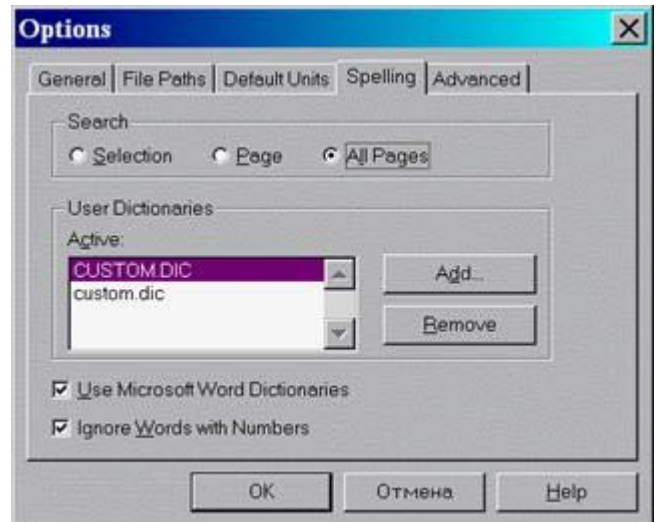 Options
General File Paths Default Units Spelling Advanced
Search
Selection Page All Pages
User Dictionaries
Active:
CUSTOM.DIC
custom.dic
Add...
Remove
Use Microsoft Word Dictionaries
Ignore Words with Numbers
OK Отмена Help